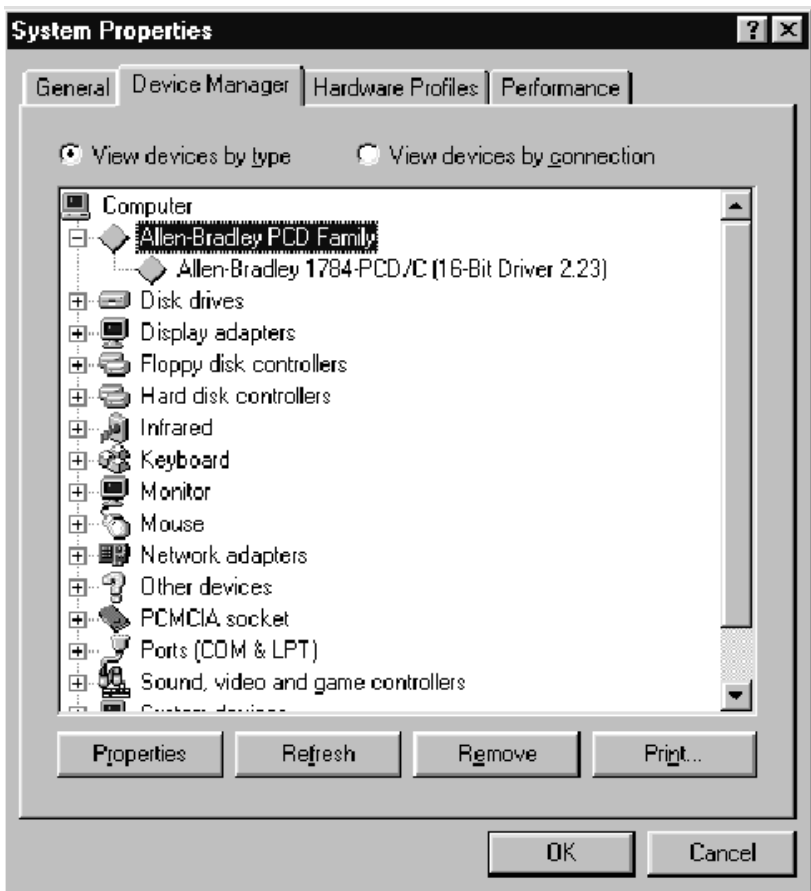 System Properties
General Device Manager Hardware Profiles Performance
View devices by type View devices by connection
Computer
Allen-Bradley PCD Family
Allen-Bradley 1784-PCD/C (16-Bit Driver 2.23)
Disk drives
Display adapters
Floppy disk controllers
Hard disk controllers
Infrared
Keyboard
Monitor
Mouse
Network adapters
Other devices
PCMCIA socket
Ports (COM & LPT)
Sound, video and game controllers
Properties Refresh Remove Print...
OK Cancel